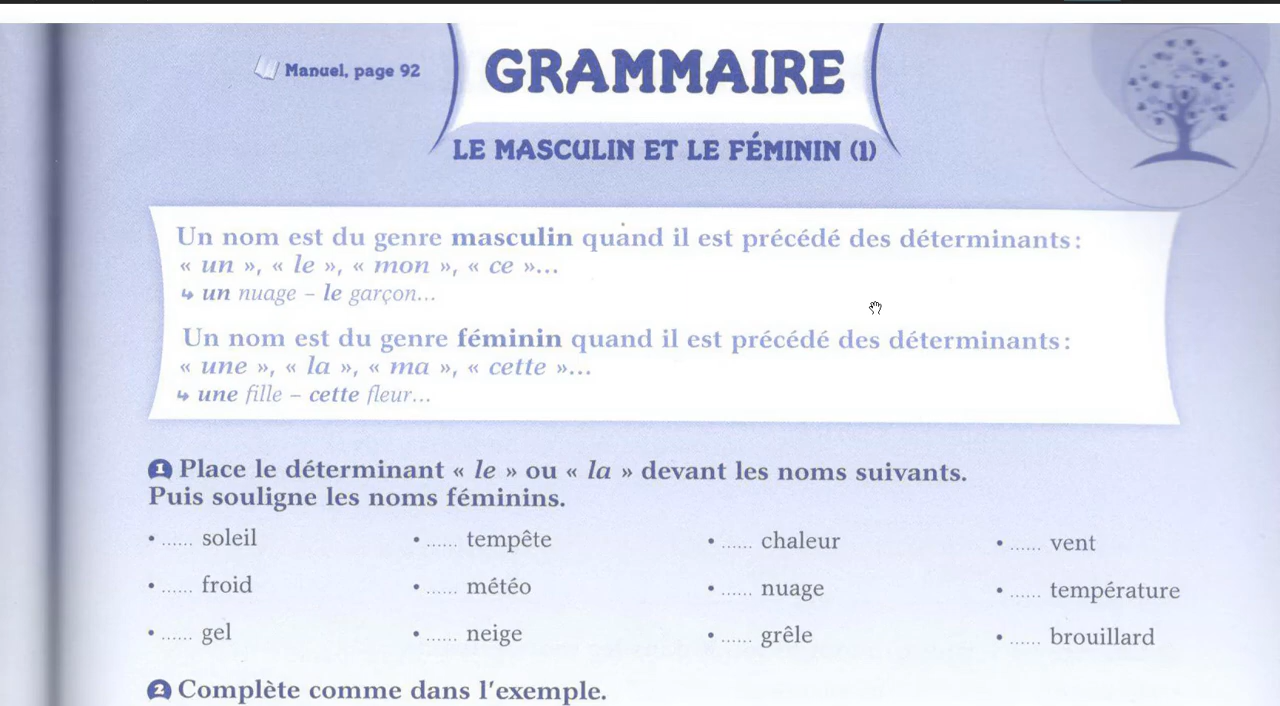 Manuel, page 92
GRAMMAIRE
LE MASCULIN ET LE FÉMININ (1)
Un nom est du genre masculin quand il est précédé des déterminants :
« un », « le », « mon », « ce »...
↳ un nuage – le garçon...
Un nom est du genre féminin quand il est précédé des déterminants :
« une », « la », « ma », « cette »...
↳ une fille – cette fleur...
1 Place le déterminant « le » ou « la » devant les noms suivants.
Puis souligne les noms féminins.
• ...... soleil • ...... tempête • ...... chaleur • ...... vent
• ...... froid • ...... météo • ...... nuage • ...... température
• ...... gel • ...... neige • ...... grêle • ...... brouillard
2 Complète comme dans l'exemple.